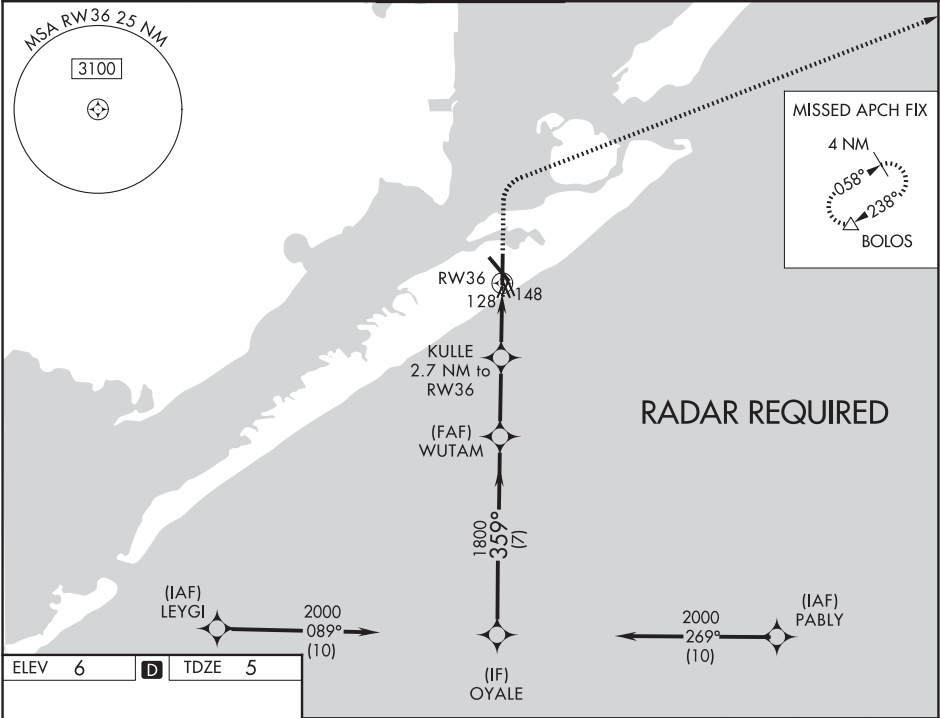 MSA RW36 25 NM
3100
MISSED APCH FIX
4 NM
058°
238°
BOLOS
RW36
128
148
KULLE
2.7 NM to
RW36
RADAR REQUIRED
(FAF)
WUTAM
1800
359°
(7)
(IAF)
LEYGI
2000
089°
(10)
2000
269°
(10)
(IAF)
PABLY
(IF)
OYALE
ELEV 6 D TDZE 5